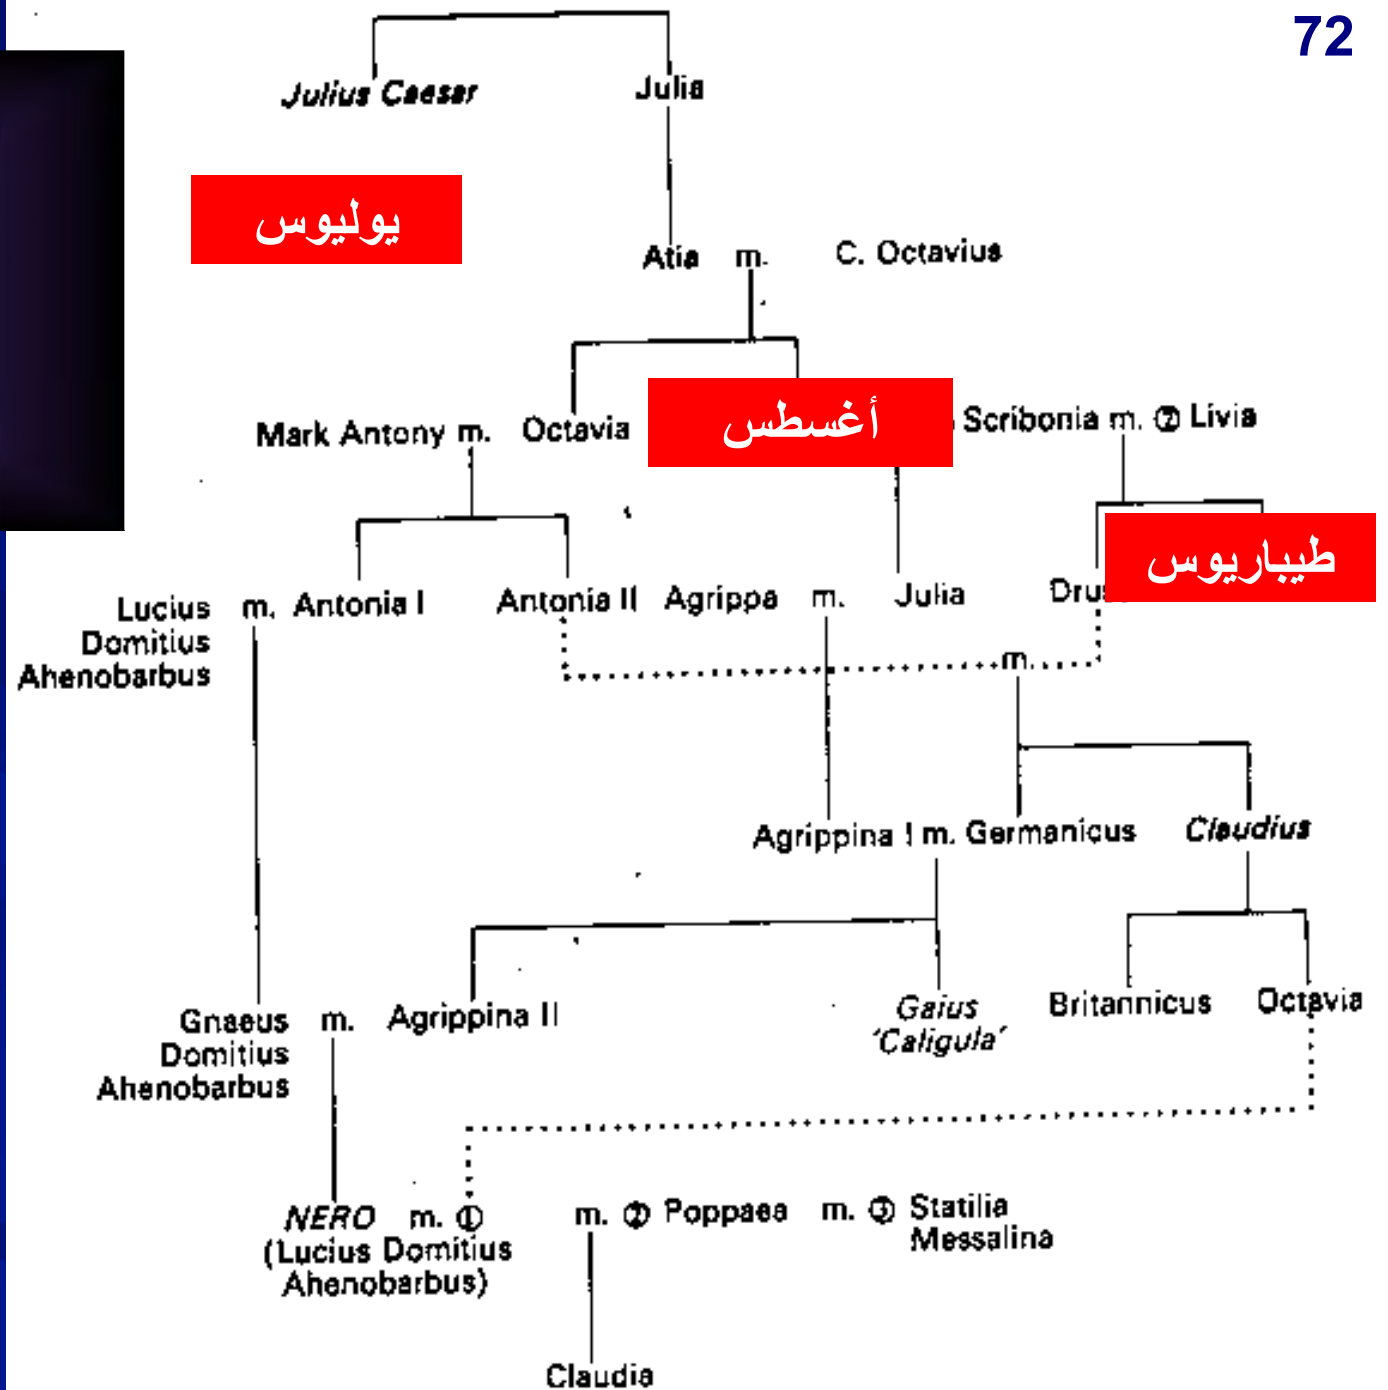 72
Julius Caesar Julia
يوليوس
Atia m. C. Octavius
Mark Antony m. Octavia أغسطس Scribonia m. ② Livia
طيباريوس
Lucius m. Antonia I Antonia II Agrippa m. Julia
Domitius
Ahenobarbus
m.
Agrippina I m. Germanicus Claudius
Gnaeus m. Agrippina II Gaius Britannicus Octavia
Domitius 'Caligula'
Ahenobarbus
NERO m. ① m. ② Poppaea m. ③ Statilia
(Lucius Domitius Messalina
Ahenobarbus)
Claudia